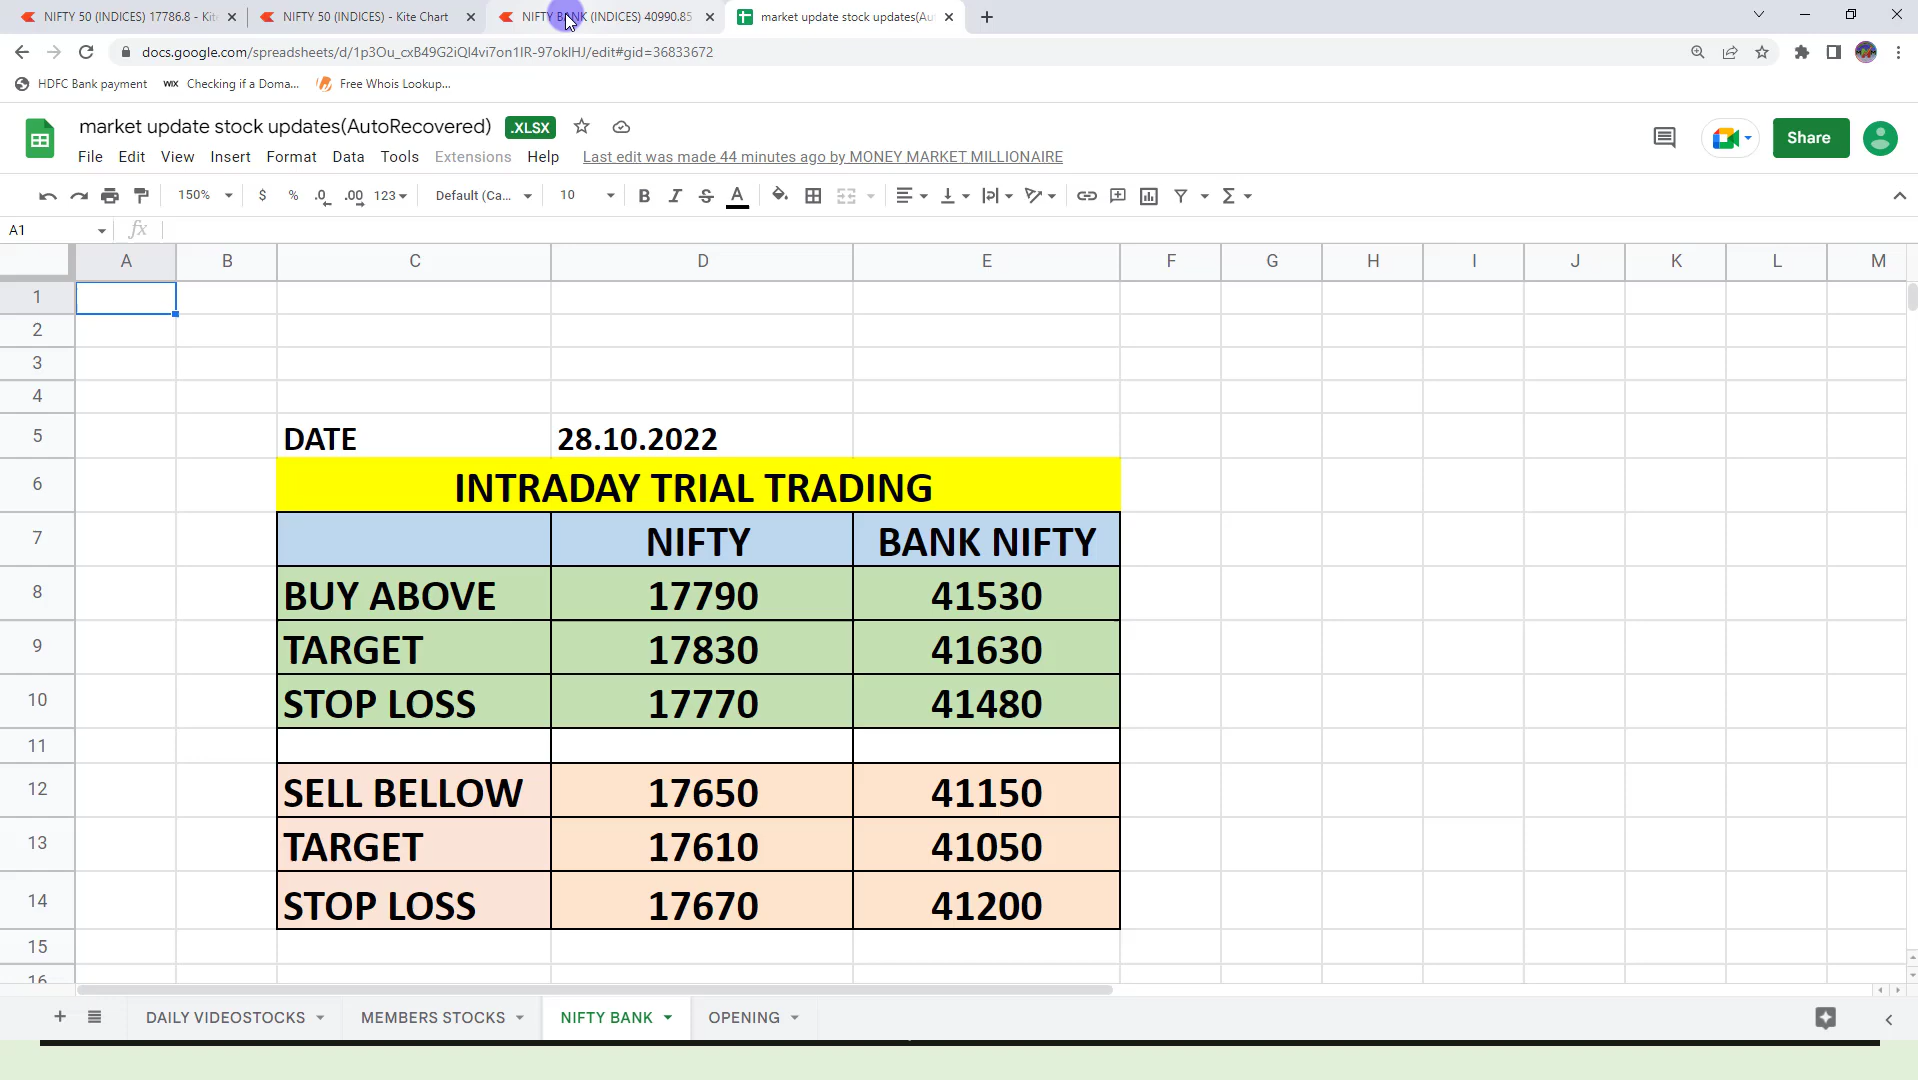 NIFTY 50 (INDICES) 17786.8 - Kit
NIFTY 50 (INDICES) - Kite Chart
NIFTY BANK (INDICES) 40990.85
market update stock updates(Au
docs.google.com/spreadsheets/d/1p3Ou_cxB49G2iQl4vi7on1IR-97okIHJ/edit#gid=36833672
HDFC Bank payment
WIX Checking if a Doma...
Free Whois Lookup...
market update stock updates(AutoRecovered) .XLSX
Share
File Edit View Insert Format Data Tools Extensions Help Last edit was made 44 minutes ago by MONEY MARKET MILLIONAIRE
150% $ % .0 .00 123 Default (Ca... 10 B I S A Σ
A1 fx
A B C D E F G H I J K L M
1
2
3
4
5 DATE 28.10.2022
6 INTRADAY TRIAL TRADING
7 NIFTY BANK NIFTY
8 BUY ABOVE 17790 41530
9 TARGET 17830 41630
10 STOP LOSS 17770 41480
11
12 SELL BELLOW 17650 41150
13 TARGET 17610 41050
14 STOP LOSS 17670 41200
15
16
DAILY VIDEOSTOCKS MEMBERS STOCKS NIFTY BANK OPENING